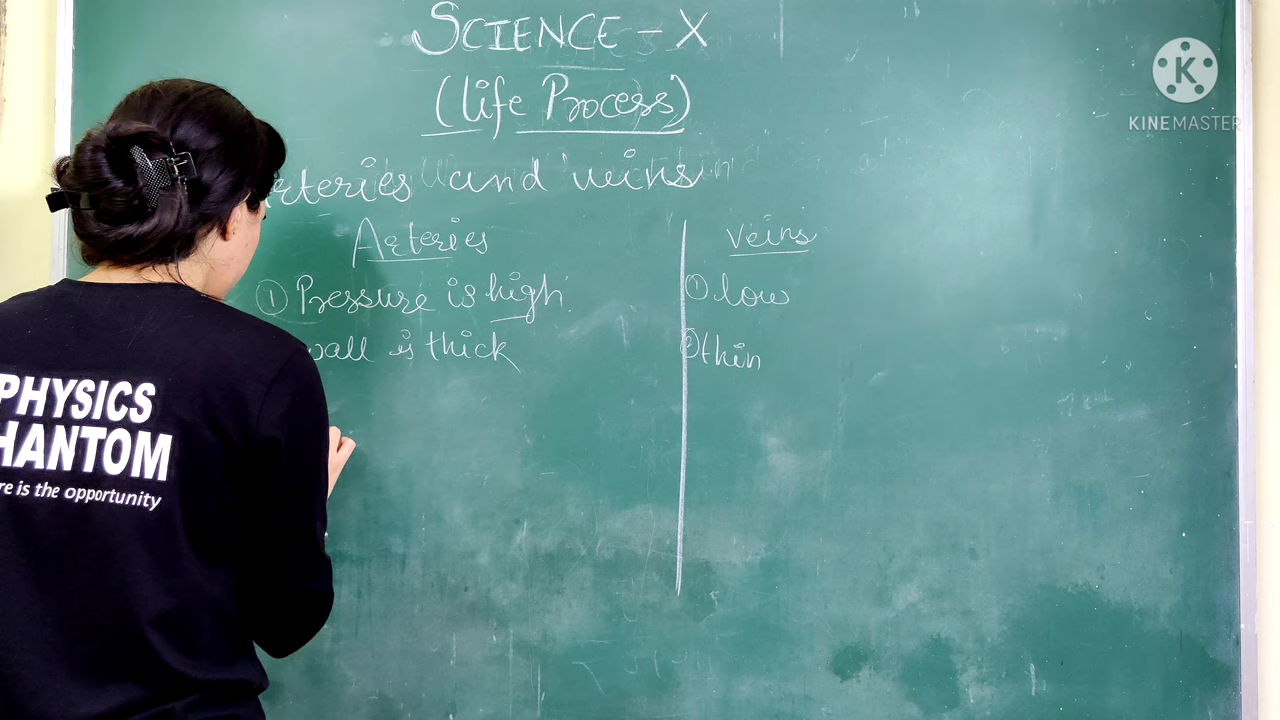 SCIENCE - X
(Life Process)
Arteries and veins
Arteries
Veins
① Pressure is high.
① low
wall is thick
② thin
PHYSICS
HANTOM
re is the opportunity
K
KINEMASTER